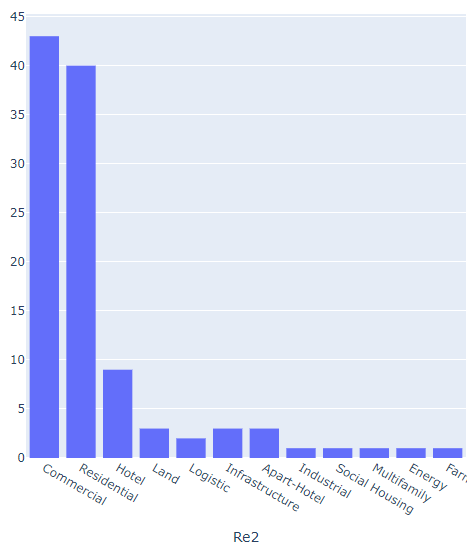 45
40
35
30
25
20
15
10
5
0
Commercial
Residential
Hotel
Land
Logistic
Infrastructure
Apart-Hotel
Industrial
Social Housing
Multifamily
Energy
Re2